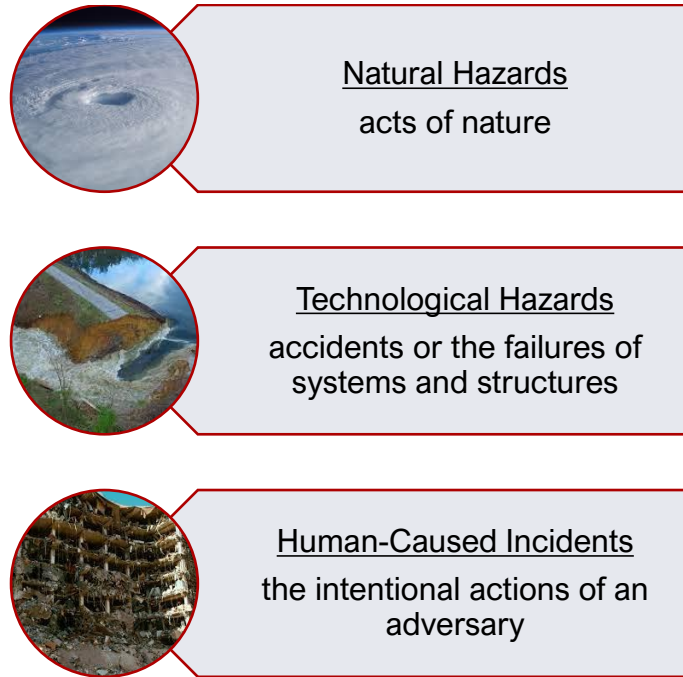 Natural Hazards
acts of nature
Technological Hazards
accidents or the failures of
systems and structures
Human-Caused Incidents
the intentional actions of an
adversary